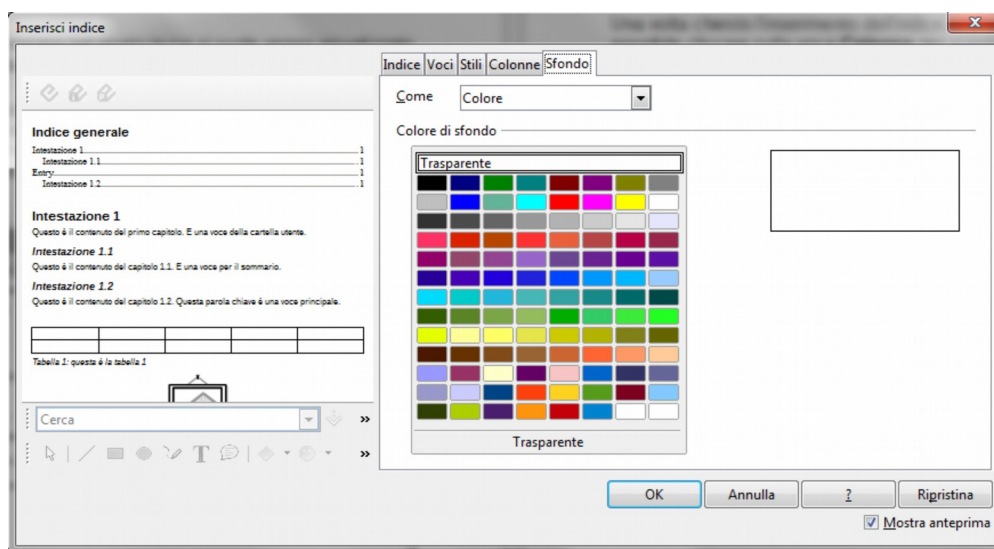 Inserisci indice
Indice Voci Stili Colonne Sfondo
Come Colore
Colore di sfondo
Trasparente
Trasparente
Indice generale
Intestazione 1 1
Intestazione 1.1 1
Entry 1
Intestazione 1.2 1
Intestazione 1
Questo è il contenuto del primo capitolo. E una voce della cartella utente.
Intestazione 1.1
Questo è il contenuto del capitolo 1.1. E una voce per il sommario.
Intestazione 1.2
Questo è il contenuto del capitolo 1.2. Questa parola chiave è una voce principale.
Tabella 1: questa è la tabella 1
Cerca
OK Annulla ? Ripristina
Mostra anteprima